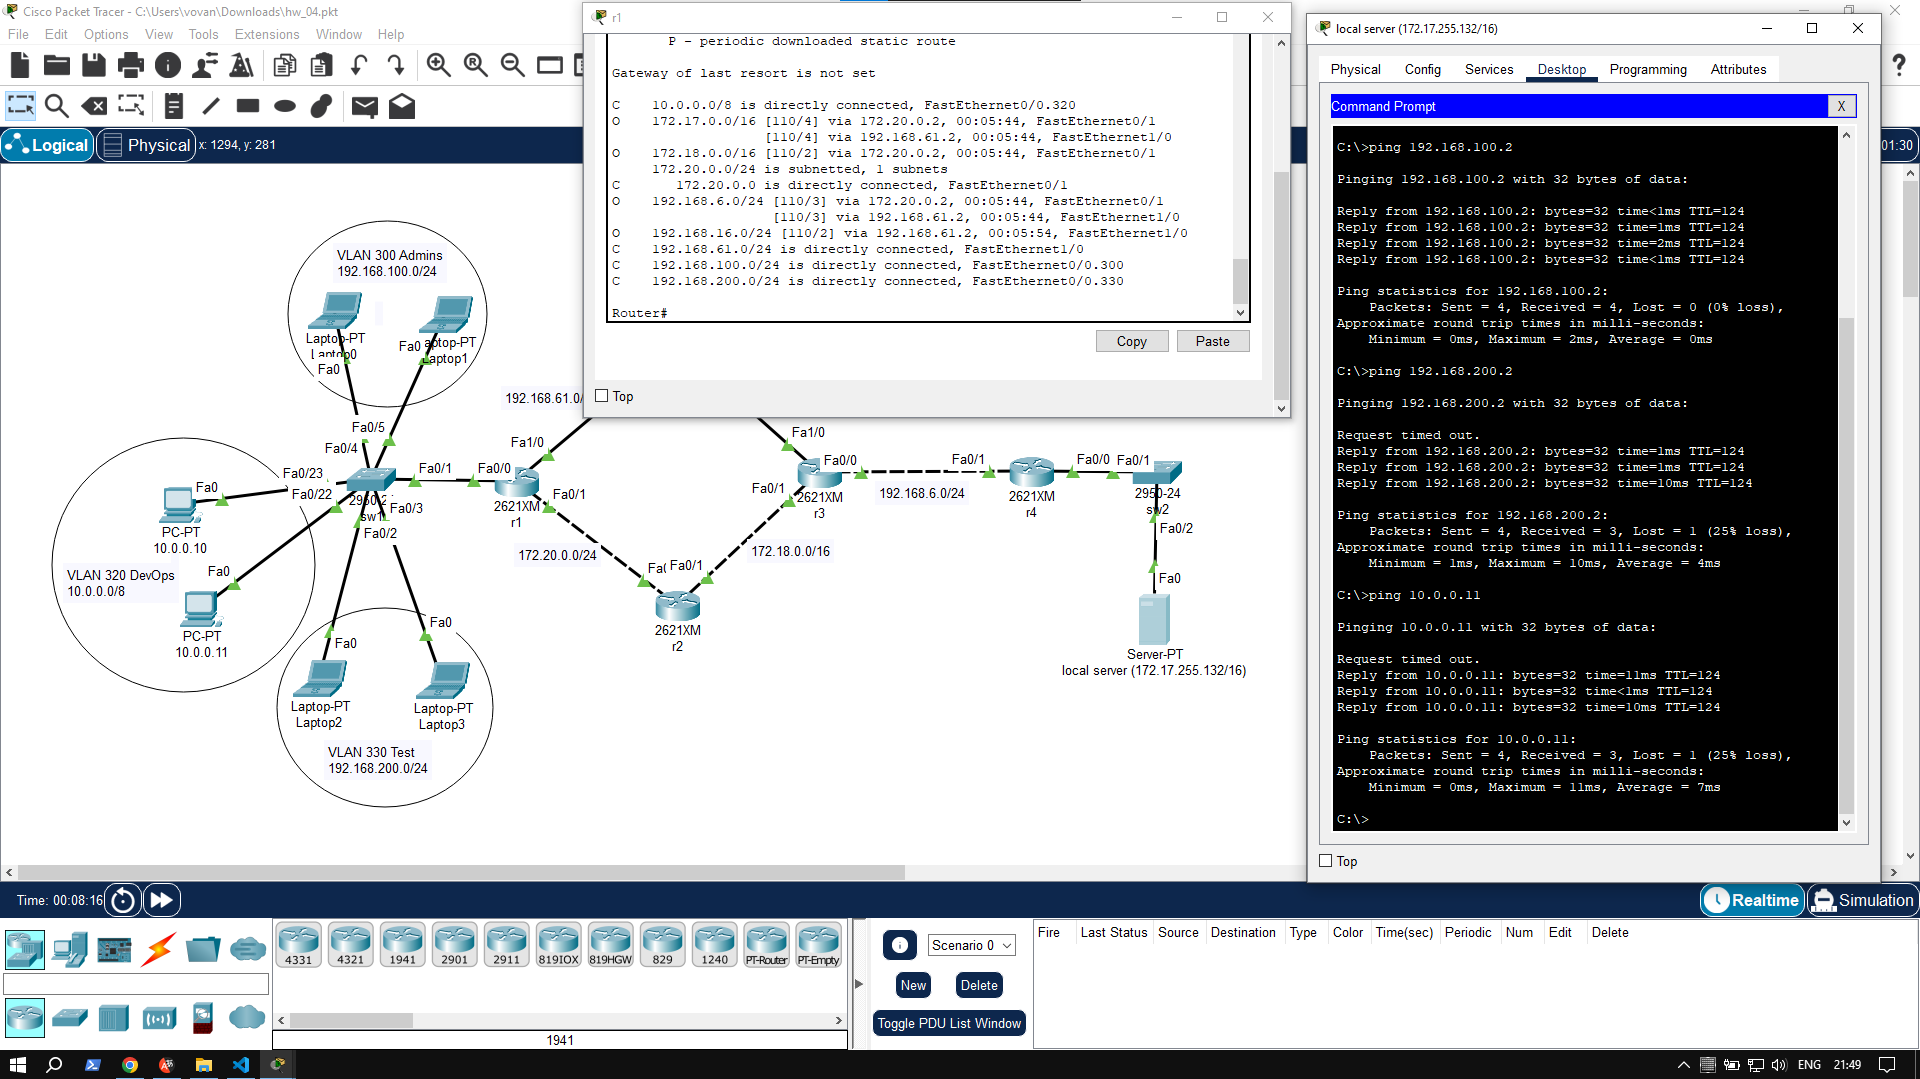 Cisco Packet Tracer - C:\Users\vovan\Downloads\hw_04.pkt
File Edit Options View Tools Extensions Window Help
Logical
Physical
x: 1294, y: 281
01:30
r1
P - periodic downloaded static route
Gateway of last resort is not set
C 10.0.0.0/8 is directly connected, FastEthernet0/0.320
O 172.17.0.0/16 [110/4] via 172.20.0.2, 00:05:44, FastEthernet0/1
[110/4] via 192.168.61.2, 00:05:44, FastEthernet1/0
O 172.18.0.0/16 [110/2] via 172.20.0.2, 00:05:44, FastEthernet0/1
172.20.0.0/24 is subnetted, 1 subnets
C 172.20.0.0 is directly connected, FastEthernet0/1
O 192.168.6.0/24 [110/3] via 172.20.0.2, 00:05:44, FastEthernet0/1
[110/3] via 192.168.61.2, 00:05:44, FastEthernet1/0
O 192.168.16.0/24 [110/2] via 192.168.61.2, 00:05:54, FastEthernet1/0
C 192.168.61.0/24 is directly connected, FastEthernet1/0
C 192.168.100.0/24 is directly connected, FastEthernet0/0.300
C 192.168.200.0/24 is directly connected, FastEthernet0/0.330
Router#
Copy
Paste
Top
local server (172.17.255.132/16)
Physical Config Services Desktop Programming Attributes
Command Prompt
X
C:\>ping 192.168.100.2
Pinging 192.168.100.2 with 32 bytes of data:
Reply from 192.168.100.2: bytes=32 time<1ms TTL=124
Reply from 192.168.100.2: bytes=32 time=1ms TTL=124
Reply from 192.168.100.2: bytes=32 time=2ms TTL=124
Reply from 192.168.100.2: bytes=32 time<1ms TTL=124
Ping statistics for 192.168.100.2:
Packets: Sent = 4, Received = 4, Lost = 0 (0% loss),
Approximate round trip times in milli-seconds:
Minimum = 0ms, Maximum = 2ms, Average = 0ms
C:\>ping 192.168.200.2
Pinging 192.168.200.2 with 32 bytes of data:
Request timed out.
Reply from 192.168.200.2: bytes=32 time=1ms TTL=124
Reply from 192.168.200.2: bytes=32 time=1ms TTL=124
Reply from 192.168.200.2: bytes=32 time=10ms TTL=124
Ping statistics for 192.168.200.2:
Packets: Sent = 4, Received = 3, Lost = 1 (25% loss),
Approximate round trip times in milli-seconds:
Minimum = 1ms, Maximum = 10ms, Average = 4ms
C:\>ping 10.0.0.11
Pinging 10.0.0.11 with 32 bytes of data:
Request timed out.
Reply from 10.0.0.11: bytes=32 time=11ms TTL=124
Reply from 10.0.0.11: bytes=32 time<1ms TTL=124
Reply from 10.0.0.11: bytes=32 time=10ms TTL=124
Ping statistics for 10.0.0.11:
Packets: Sent = 4, Received = 3, Lost = 1 (25% loss),
Approximate round trip times in milli-seconds:
Minimum = 0ms, Maximum = 11ms, Average = 7ms
C:\>
Top
VLAN 300 Admins
192.168.100.0/24
Laptop-PT
Fa0
Fa0
Fa0/5
Fa0/4
Fa0/23
Fa0/22
Fa0/1
Fa0/3
Fa0/2
Fa0
PC-PT
10.0.0.10
VLAN 320 DevOps
10.0.0.0/8
Fa0
PC-PT
10.0.0.11
Fa0
Fa0
Laptop-PT
Laptop2
Laptop-PT
Laptop3
VLAN 330 Test
192.168.200.0/24
192.168.61.0/
Fa1/0
Fa0/0
Fa0/1
2621XM
r1
172.20.0.0/24
Fa0/1
2621XM
r2
172.18.0.0/16
Fa1/0
Fa0/0
Fa0/1
2621XM
r3
192.168.6.0/24
Fa0/1
Fa0/0
2621XM
r4
Fa0/1
2950-24
sw2
Fa0/2
Fa0
Server-PT
local server (172.17.255.132/16)
Time: 00:08:16
Realtime
Simulation
4331 4321 1941 2901 2911 819IOX 819HGW 829 1240 PT-Router PT-Empty
1941
Scenario 0
New
Delete
Toggle PDU List Window
Fire Last Status Source Destination Type Color Time(sec) Periodic Num Edit Delete
ENG
21:49